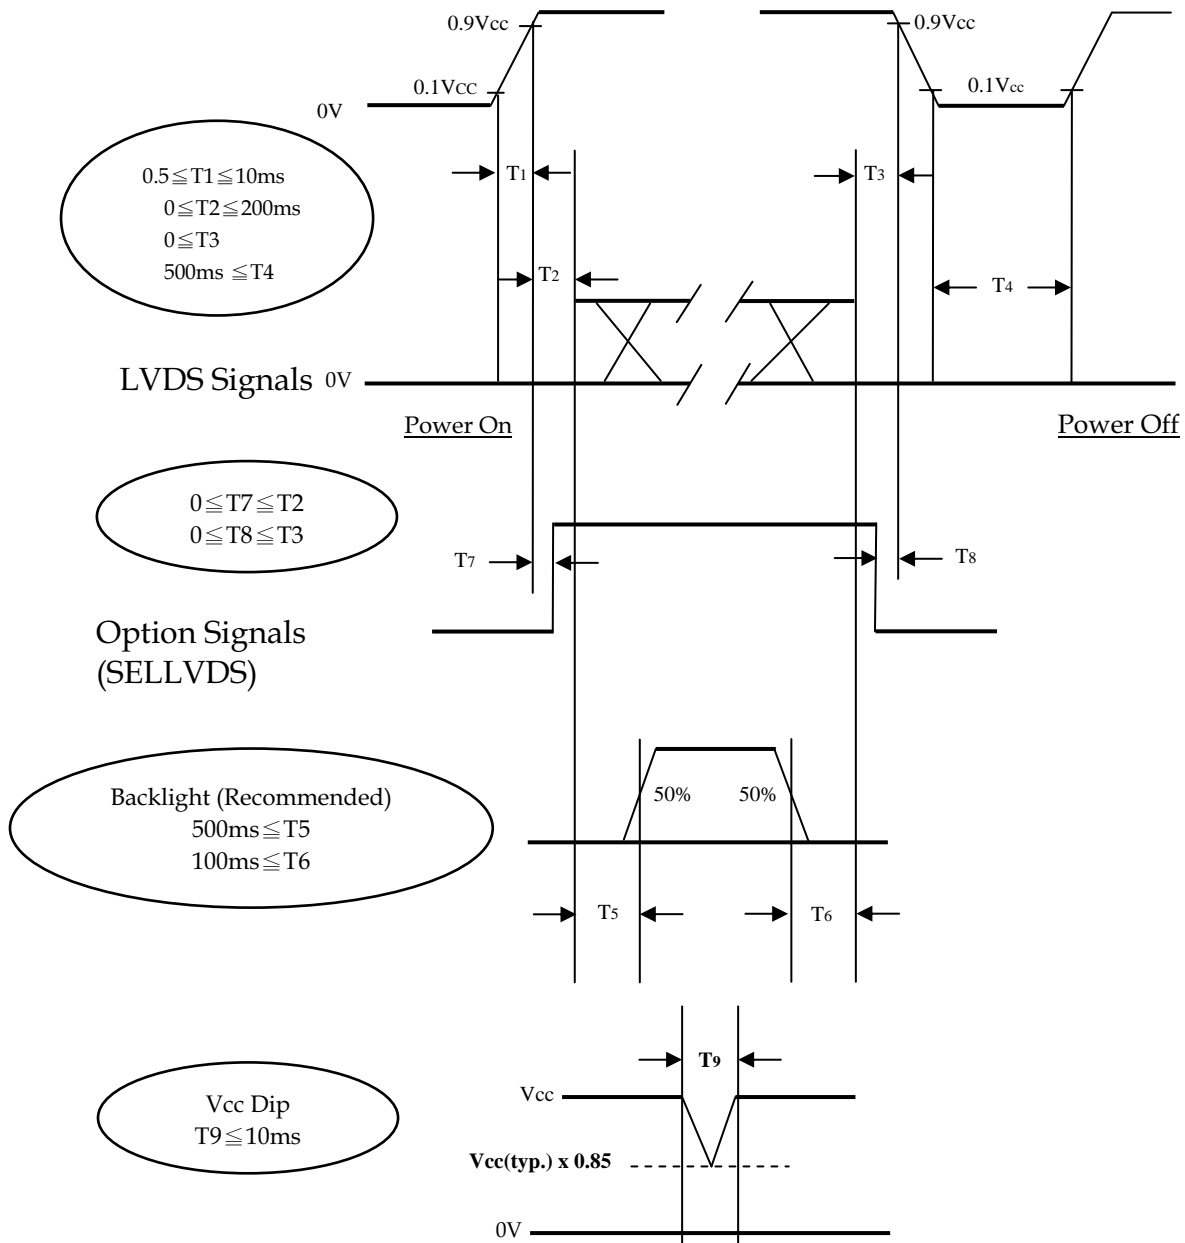 0.9Vcc
0.9Vcc
0.1VCC
0.1Vcc
0V
0.5≦T1≦10ms
0≦T2≦200ms
0≦T3
500ms ≦T4
T1
T3
T2
T4
LVDS Signals 0V
Power On
Power Off
0≦T7≦T2
0≦T8≦T3
T7
T8
Option Signals
(SELLVDS)
Backlight (Recommended)
500ms≦T5
100ms≦T6
50%
50%
T5
T6
T9
Vcc Dip
T9≦10ms
Vcc
Vcc(typ.) x 0.85
0V